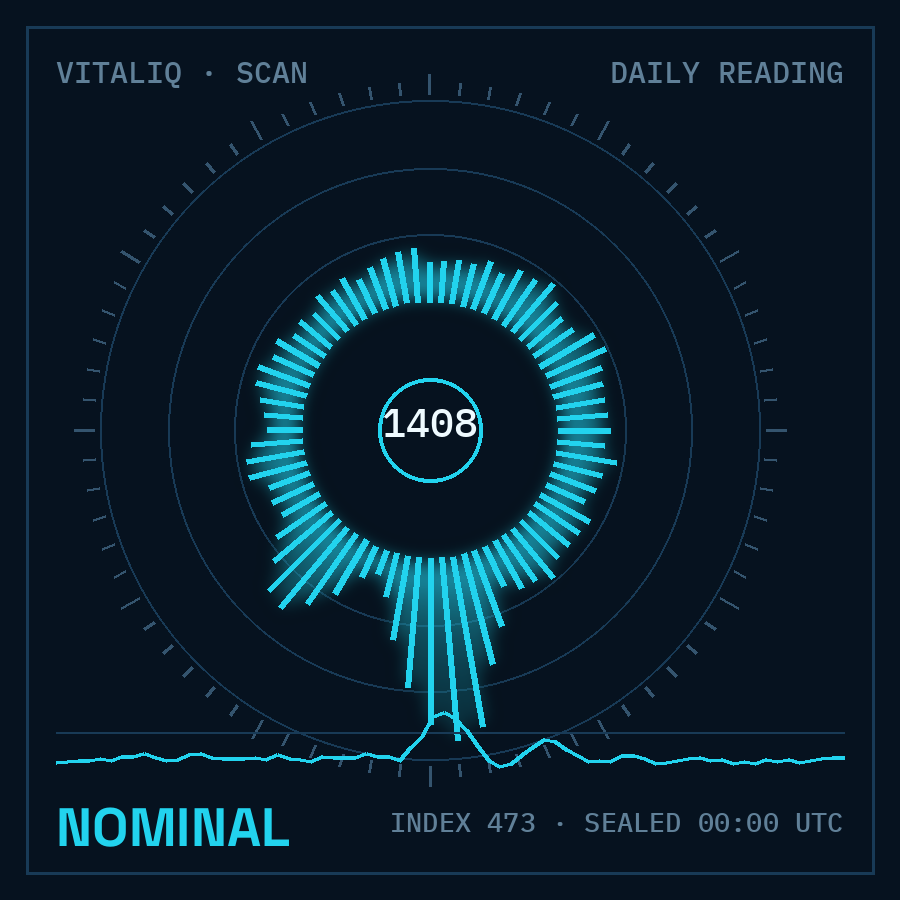 VITALIQ · SCAN
DAILY READING
1408
NOMINAL
INDEX 473 · SEALED 00:00 UTC